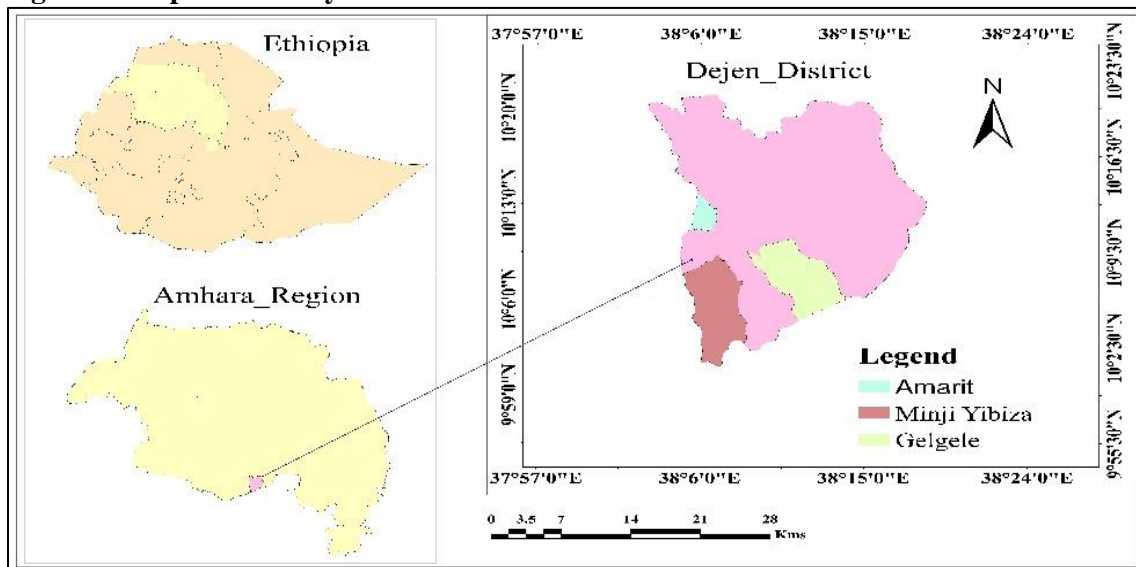 Ethiopia
Amhara_Region
37°57'0"E 38°6'0"E 38°15'0"E 38°24'0"E
Dejen_District
N
10°20'0"N
10°13'0"N
10°6'0"N
9°59'0"N
10°23'30"N
10°16'30"N
10°9'30"N
10°2'30"N
9°55'30"N
Legend
Amarit
Minji Yibiza
Gelgele
37°57'0"E 38°6'0"E 38°15'0"E 38°24'0"E
0 3.5 7 14 21 28
Kms